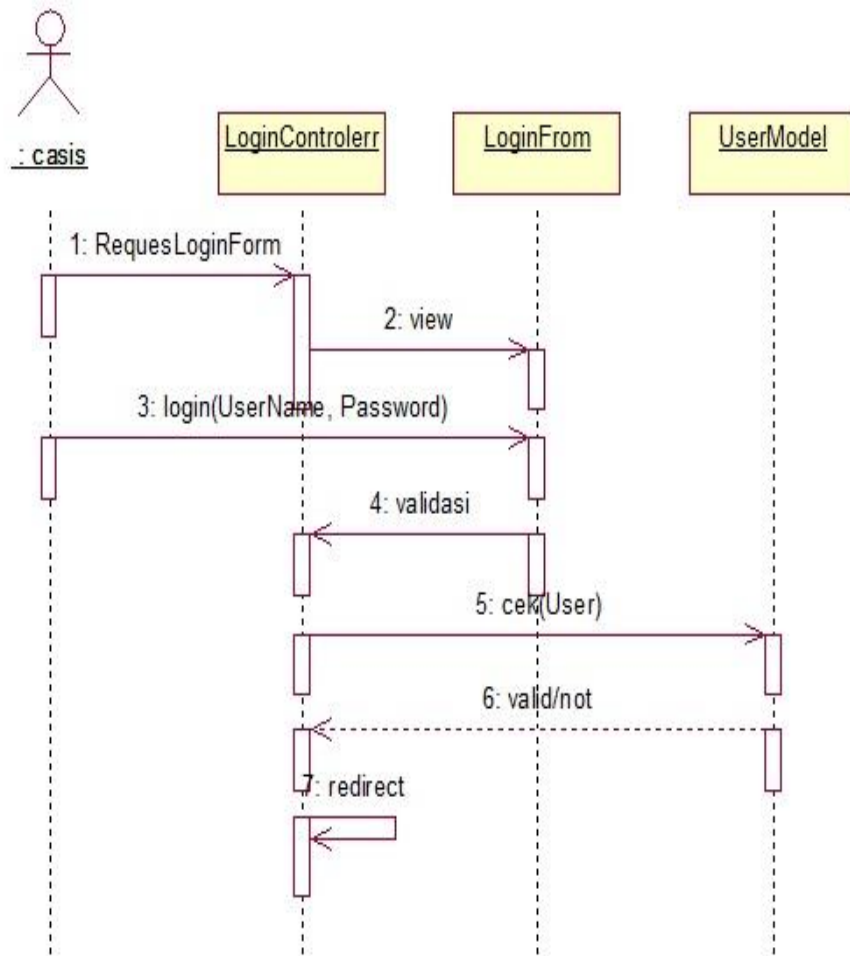 : casis
LoginControlerr
LoginFrom
UserModel
1: RequesLoginForm
2: view
3: login(UserName, Password)
4: validasi
5: cek(User)
6: valid/not
7: redirect